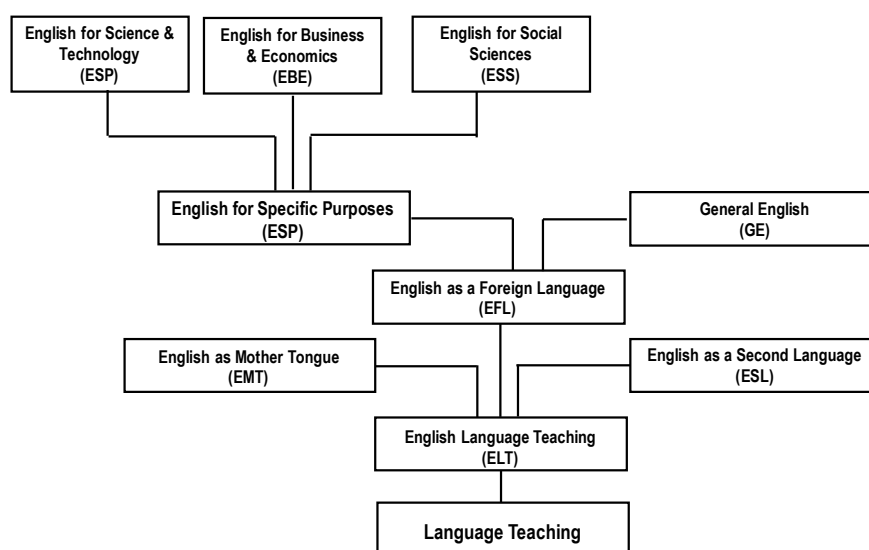 English for Science &
Technology
(ESP)
English for Business
& Economics
(EBE)
English for Social
Sciences
(ESS)
English for Specific Purposes
(ESP)
General English
(GE)
English as a Foreign Language
(EFL)
English as Mother Tongue
(EMT)
English as a Second Language
(ESL)
English Language Teaching
(ELT)
Language Teaching